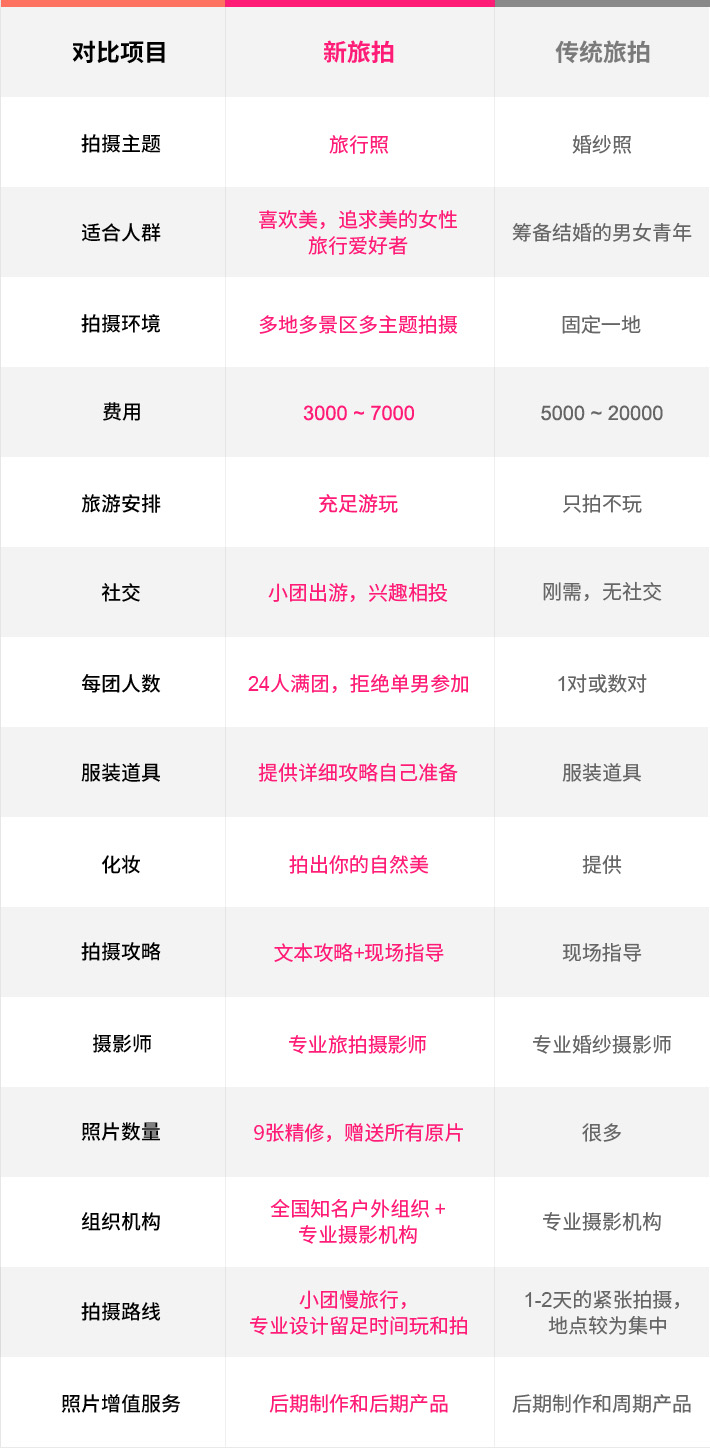 对比项目 新旅拍 传统旅拍
拍摄主题 旅行照 婚纱照
适合人群 喜欢美，追求美的女性 筹备结婚的男女青年
旅行爱好者
拍摄环境 多地多景区多主题拍摄 固定一地
费用 3000 ~ 7000 5000 ~ 20000
旅游安排 充足游玩 只拍不玩
社交 小团出游，兴趣相投 刚需，无社交
每团人数 24人满团，拒绝单男参加 1对或数对
服装道具 提供详细攻略自己准备 服装道具
化妆 拍出你的自然美 提供
拍摄攻略 文本攻略+现场指导 现场指导
摄影师 专业旅拍摄影师 专业婚纱摄影师
照片数量 9张精修，赠送所有原片 很多
组织机构 全国知名户外组织 + 专业摄影机构
专业摄影机构
拍摄路线 小团慢旅行， 1-2天的紧张拍摄，
专业设计留足时间玩和拍 地点较为集中
照片增值服务 后期制作和后期产品 后期制作和周期产品